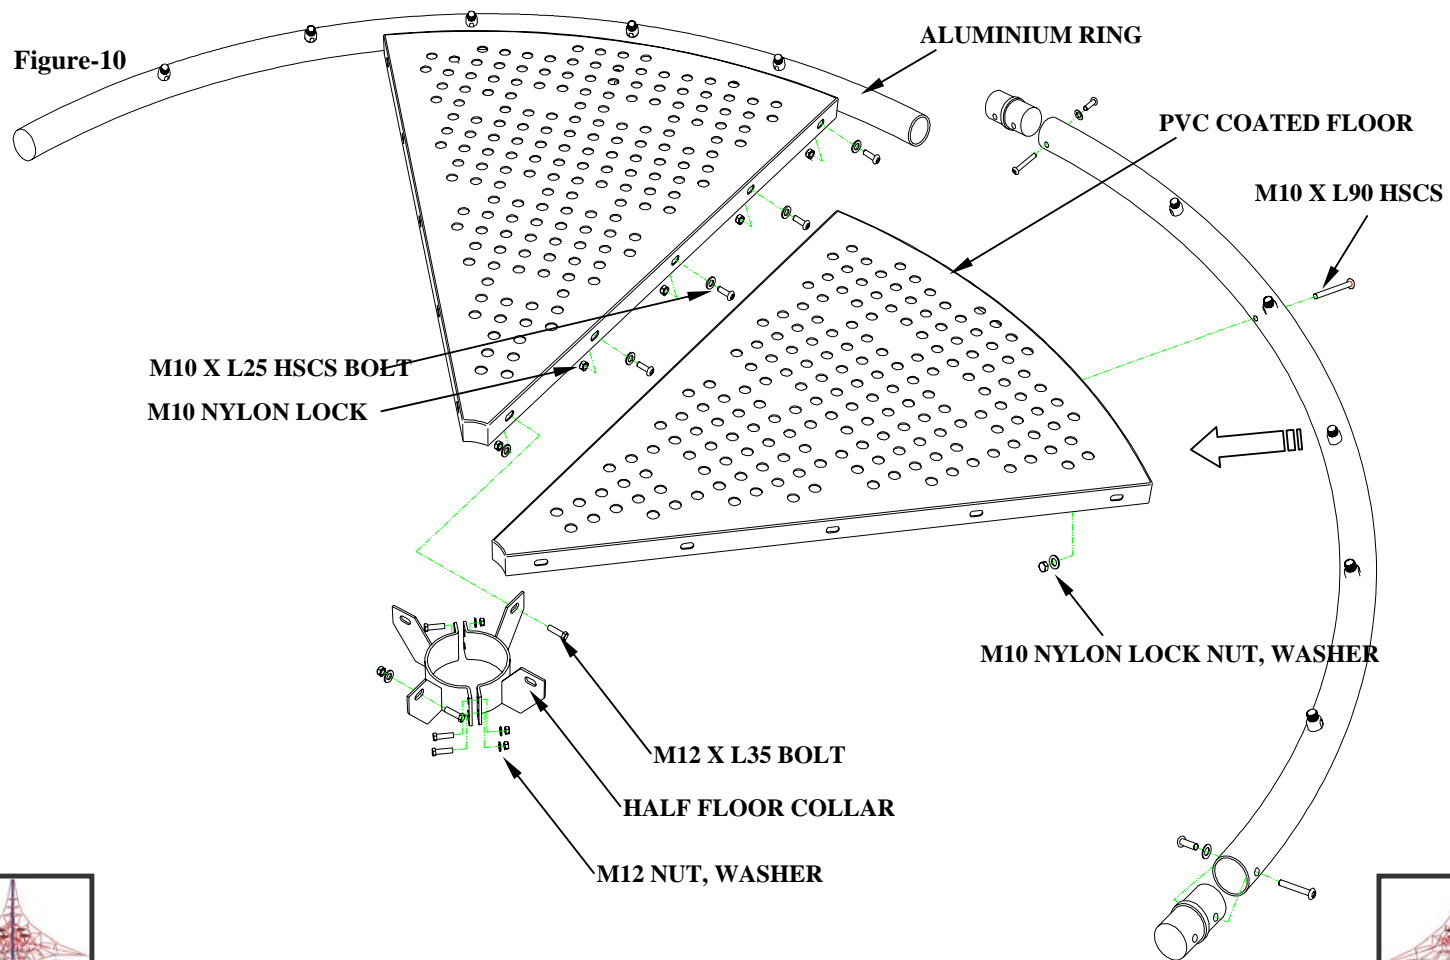 Figure-10
ALUMINIUM RING
PVC COATED FLOOR
M10 X L90 HSCS
M10 X L25 HSCS BOLT
M10 NYLON LOCK
M10 NYLON LOCK NUT, WASHER
M12 X L35 BOLT
HALF FLOOR COLLAR
M12 NUT, WASHER